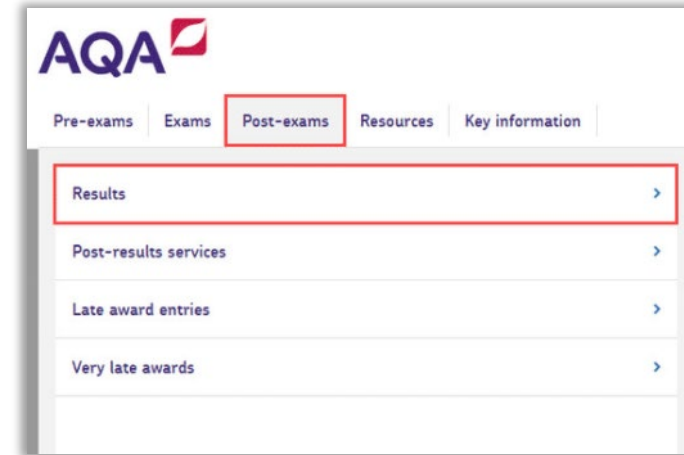 AQA
Pre-exams Exams Post-exams Resources Key information
Results
Post-results services
Late award entries
Very late awards